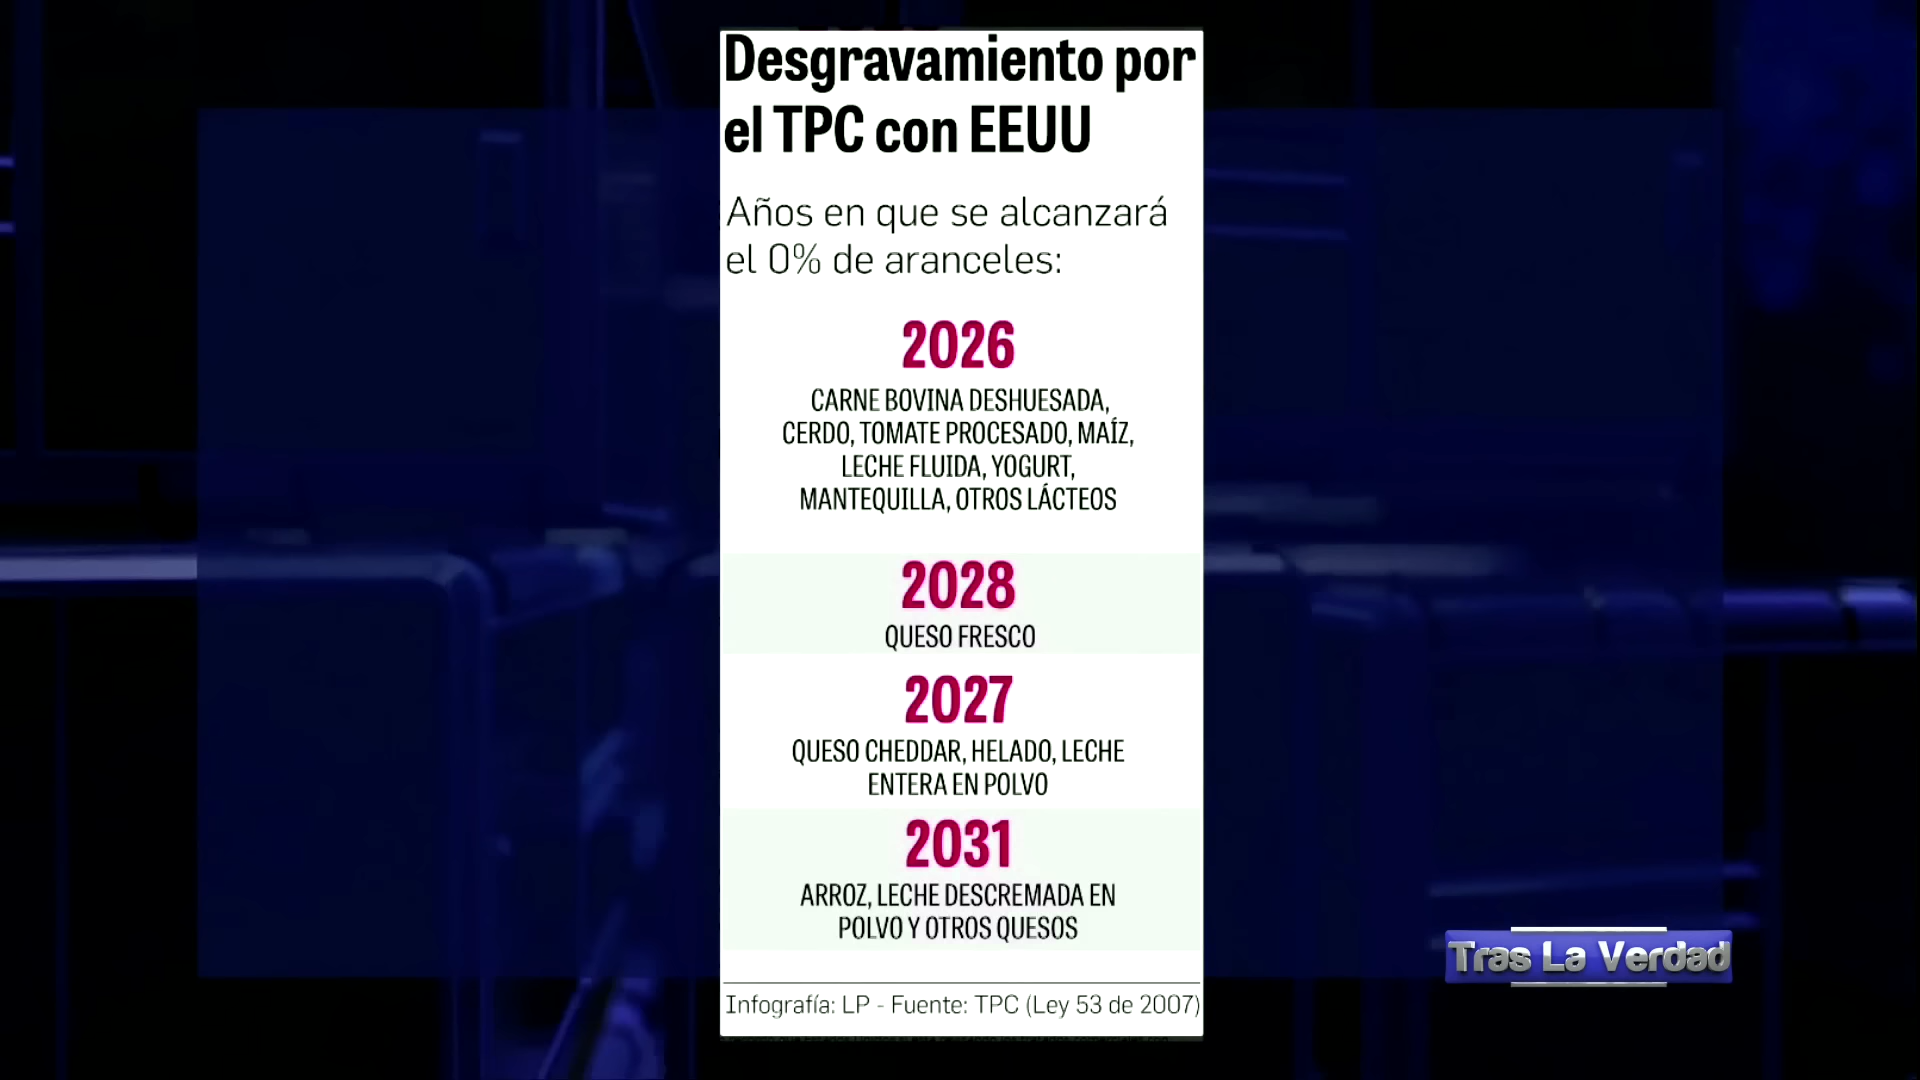 Desgravamiento por
el TPC con EEUU
Años en que se alcanzará
el 0% de aranceles:
2026
CARNE BOVINA DESHUESADA,
CERDO, TOMATE PROCESADO, MAÍZ,
LECHE FLUIDA, YOGURT,
MANTEQUILLA, OTROS LÁCTEOS
2028
QUESO FRESCO
2027
QUESO CHEDDAR, HELADO, LECHE
ENTERA EN POLVO
2031
ARROZ, LECHE DESCREMADA EN
POLVO Y OTROS QUESOS
Infografía: LP - Fuente: TPC (Ley 53 de 2007)
Tras La Verdad